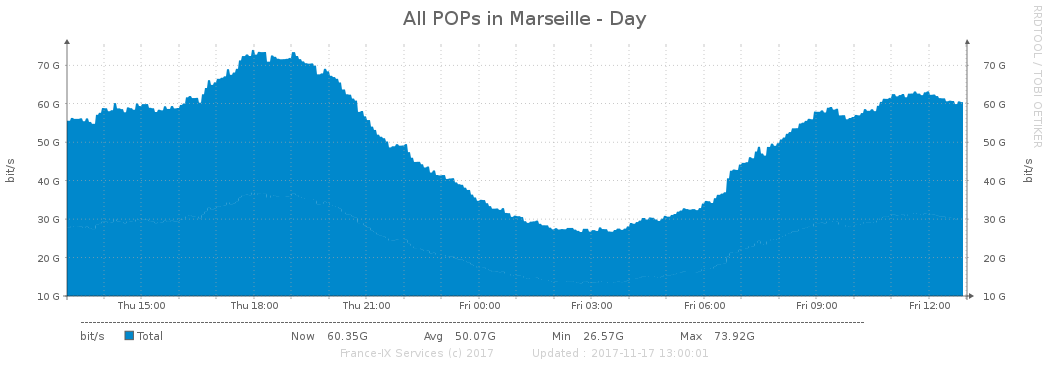 All POPs in Marseille - Day
RRDTOOL / TOBI OETIKER
bit/s
bit/s
70 G 70 G
60 G 60 G
50 G 50 G
40 G 40 G
30 G 30 G
20 G 20 G
10 G 10 G
Thu 15:00 Thu 18:00 Thu 21:00 Fri 00:00 Fri 03:00 Fri 06:00 Fri 09:00 Fri 12:00
bit/s Total Now 60.35G Avg 50.07G Min 26.57G Max 73.92G
France-IX Services (c) 2017 Updated : 2017-11-17 13:00:01